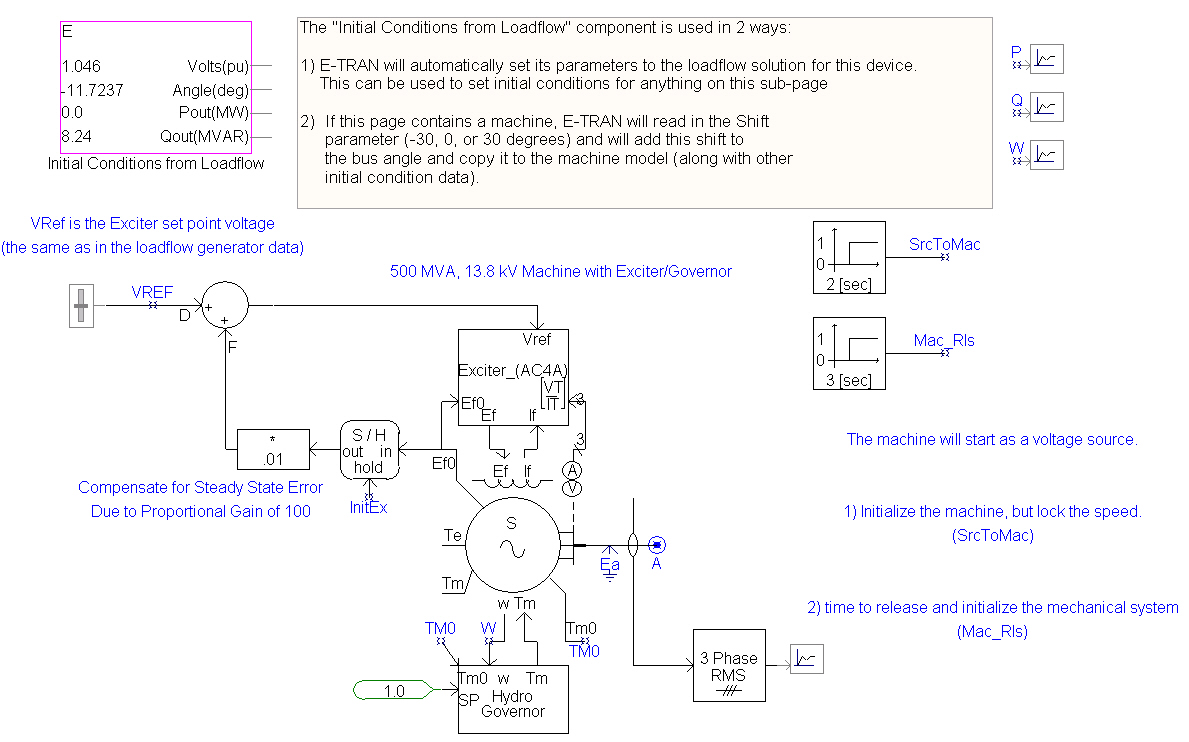 E
1.046 Volts(pu)
-11.7237 Angle(deg)
0.0 Pout(MW)
8.24 Qout(MVAR)
Initial Conditions from Loadflow
The "Initial Conditions from Loadflow" component is used in 2 ways:
1) E-TRAN will automatically set its parameters to the loadflow solution for this device.
This can be used to set initial conditions for anything on this sub-page
2) If this page contains a machine, E-TRAN will read in the Shift
parameter (-30, 0, or 30 degrees) and will add this shift to
the bus angle and copy it to the machine model (along with other
initial condition data).
P
Q
W
VRef is the Exciter set point voltage
(the same as in the loadflow generator data)
500 MVA, 13.8 kV Machine with Exciter/Governor
1
0
2 [sec]
SrcToMac
1
0
3 [sec]
Mac_Rls
VREF
D
+
+
F
Vref
Exciter_(AC4A)
VT
IT
3
Ef0
Ef If
3
*
.01
S / H
out in
hold
Ef0
Ef If
A
V
InitEx
Compensate for Steady State Error
Due to Proportional Gain of 100
The machine will start as a voltage source.
1) Initialize the machine, but lock the speed.
(SrcToMac)
S
Te
Tm
Ea
A
w Tm
2) time to release and initialize the mechanical system
(Mac_Rls)
TM0
W
Tm0
TM0
1.0
Tm0 w Tm
SP
Hydro
Governor
3 Phase
RMS